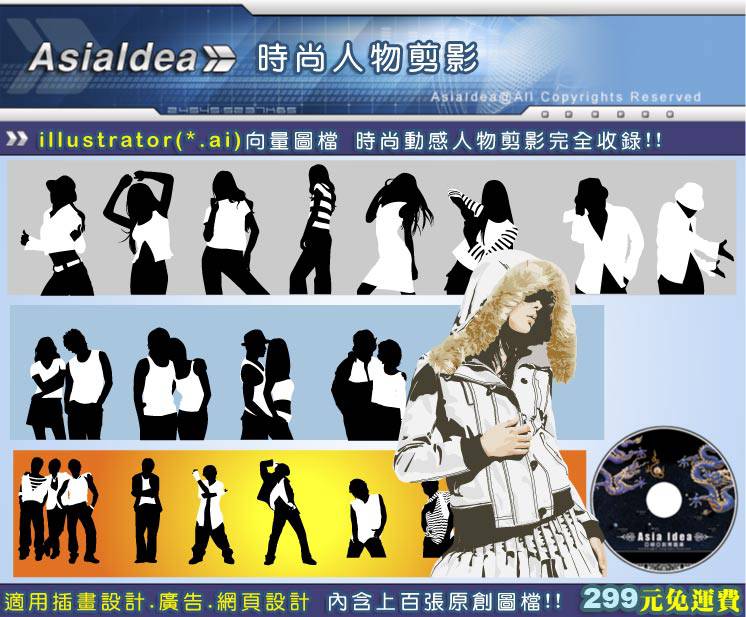 AsiaIdea 時尚人物剪影
AsiaIdea@All Copyrights Reserved
illustrator(*.ai)向量圖檔 時尚動感人物剪影完全收錄!!
Asia Idea
適用插畫設計.廣告.網頁設計 內含上百張原創圖檔!! 299元免運費